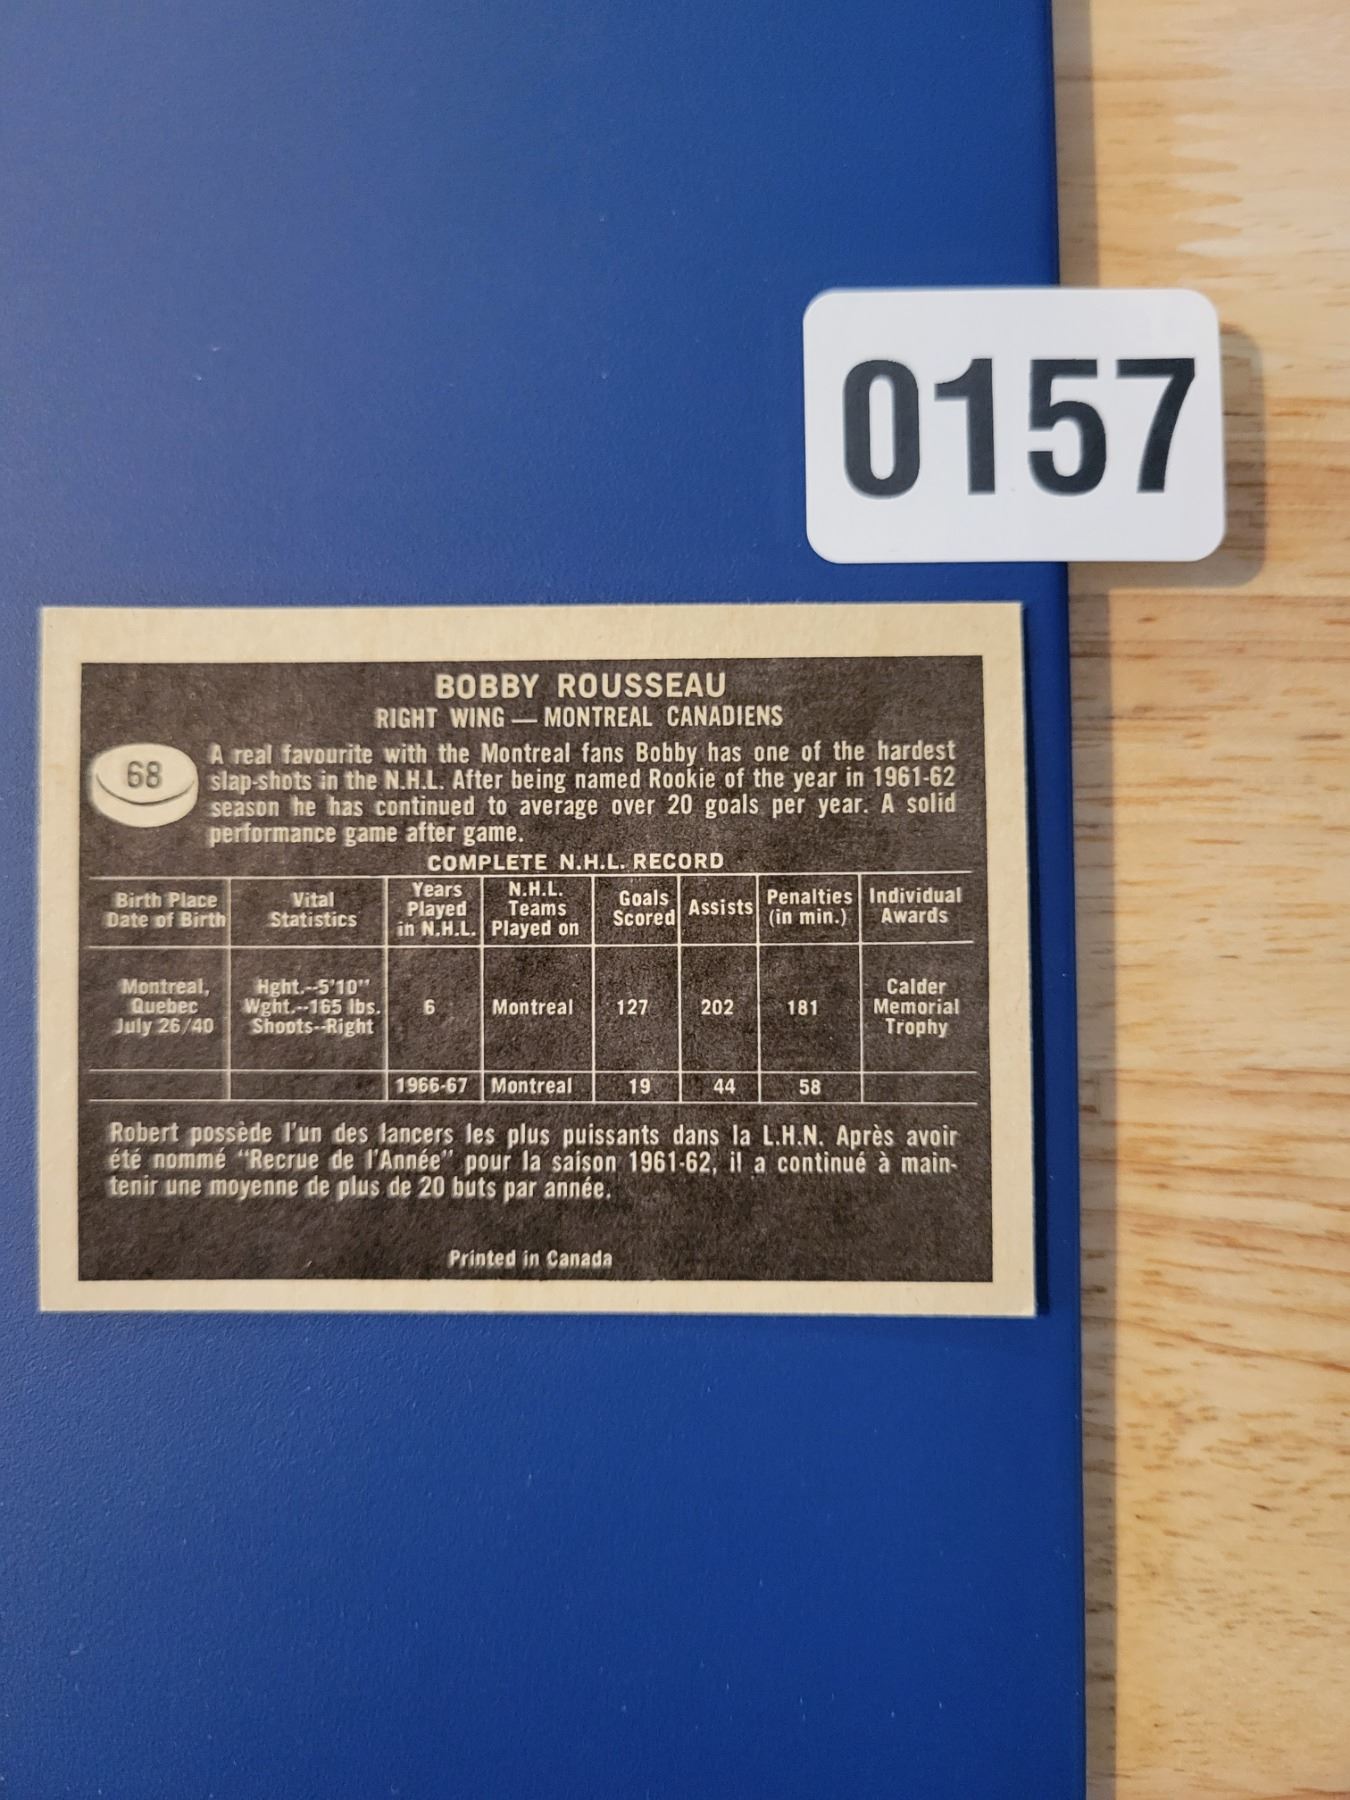 0157
BOBBY ROUSSEAU
RIGHT WING — MONTREAL CANADIENS
68
A real favourite with the Montreal fans Bobby has one of the hardest
slap-shots in the N.H.L. After being named Rookie of the year in 1961-62
season he has continued to average over 20 goals per year. A solid
performance game after game.
COMPLETE N.H.L. RECORD
Birth Place Date of Birth | Vital Statistics | Years Played in N.H.L. | N.H.L. Teams Played on | Goals Scored | Assists | Penalties (in min.) | Individual Awards
Montreal, Quebec July 26/40 | Hght.--5'10" Wght.--165 lbs. Shoots--Right | 6 | Montreal | 127 | 202 | 181 | Calder Memorial Trophy
1966-67 | Montreal | 19 | 44 | 58
Robert possède l'un des lancers les plus puissants dans la L.H.N. Après avoir
été nommé "Recrue de l'Année" pour la saison 1961-62, il a continué à main-
tenir une moyenne de plus de 20 buts par année.
Printed in Canada